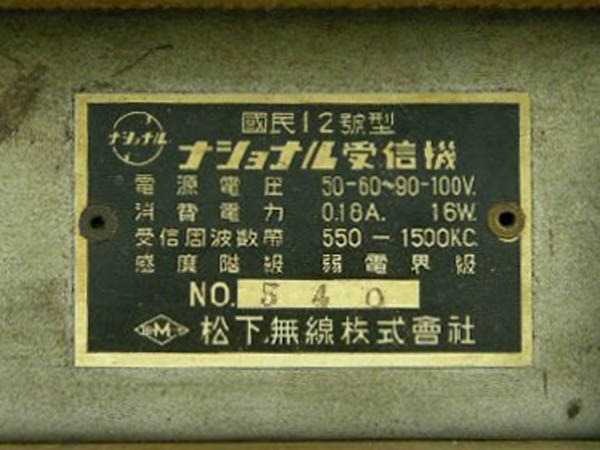 國民12號型
ナショナル
ナショナル受信機
電源電圧 50-60~90-100V.
消費電力 0.18A. 16W.
受信周波数帯 550-1500KC.
感度階級 弱電界級
NO. 540
M
松下無線株式會社